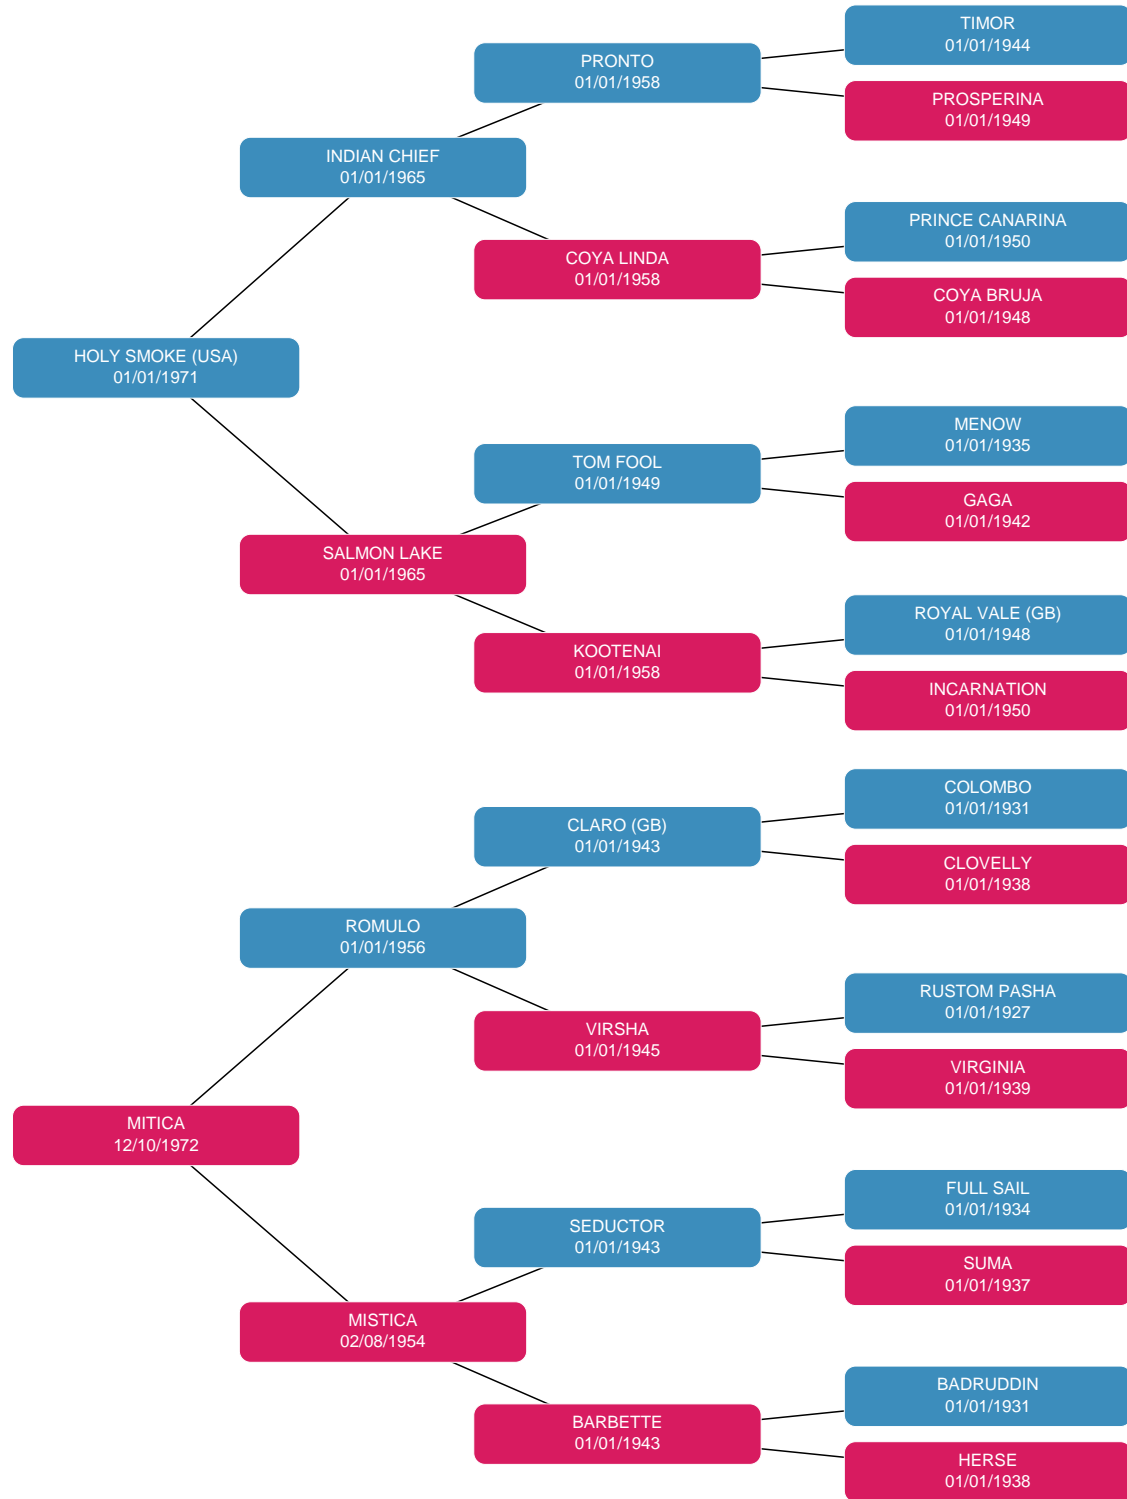 TIMOR
01/01/1944
PRONTO
01/01/1958
PROSPERINA
01/01/1949
INDIAN CHIEF
01/01/1965
PRINCE CANARINA
01/01/1950
COYA LINDA
01/01/1958
COYA BRUJA
01/01/1948
HOLY SMOKE (USA)
01/01/1971
MENOW
01/01/1935
TOM FOOL
01/01/1949
GAGA
01/01/1942
SALMON LAKE
01/01/1965
ROYAL VALE (GB)
01/01/1948
KOOTENAI
01/01/1958
INCARNATION
01/01/1950
COLOMBO
01/01/1931
CLARO (GB)
01/01/1943
CLOVELLY
01/01/1938
ROMULO
01/01/1956
RUSTOM PASHA
01/01/1927
VIRSHA
01/01/1945
VIRGINIA
01/01/1939
MITICA
12/10/1972
FULL SAIL
01/01/1934
SEDUCTOR
01/01/1943
SUMA
01/01/1937
MISTICA
02/08/1954
BADRUDDIN
01/01/1931
BARBETTE
01/01/1943
HERSE
01/01/1938